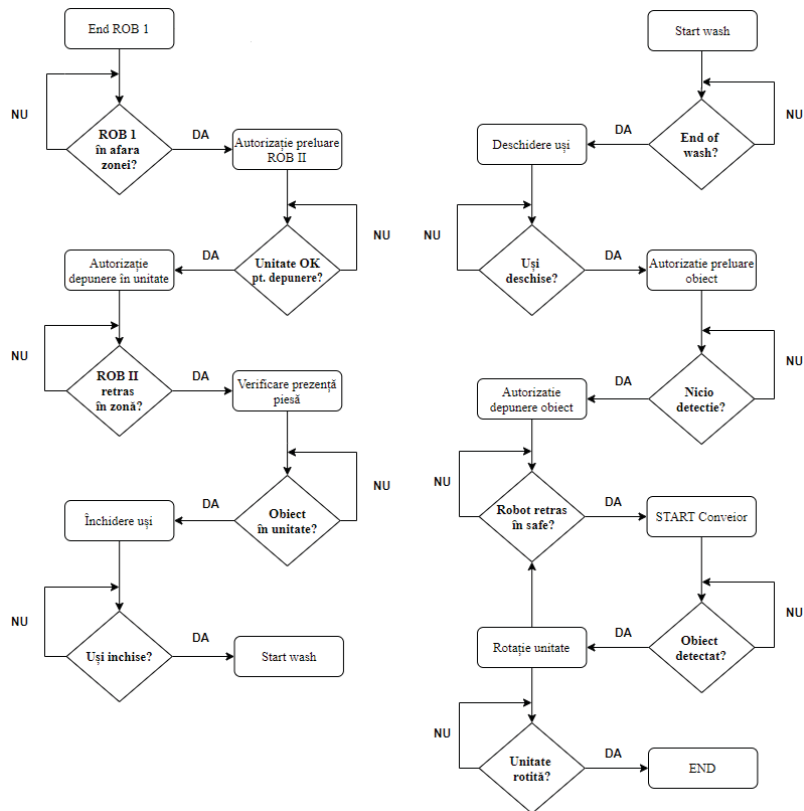 End ROB 1
NU
ROB 1
în afara
zonei?
DA
Autorizație preluare
ROB II
NU
Unitate OK
pt. depunere?
DA
Autorizație
depunere în unitate
NU
ROB II
retras
în zonă?
DA
Verificare prezență
piesă
NU
Obiect
în unitate?
DA
Închidere uși
NU
Uși închise?
DA
Start wash
Start wash
NU
End of
wash?
DA
Deschidere uși
NU
Uși
deschise?
DA
Autorizatie preluare
obiect
NU
Nicio
detectie?
DA
Autorizatie
depunere obiect
NU
Robot retras
în safe?
DA
START Conveior
NU
Obiect
detectat?
DA
Rotație unitate
NU
Unitate
rotită?
DA
END